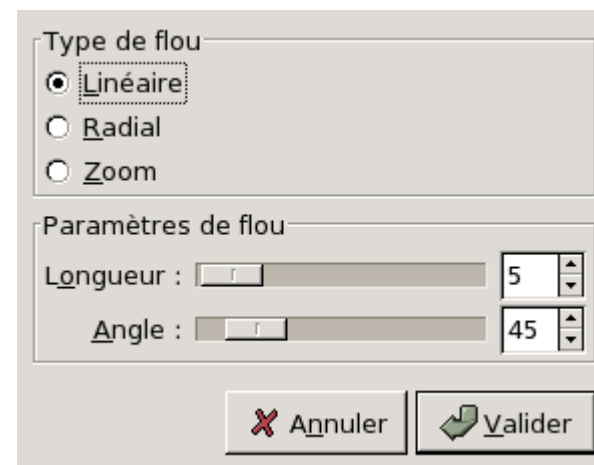 Type de flou
Linéaire
Radial
Zoom
Paramètres de flou
Longueur : 5
Angle : 45
Annuler Valider